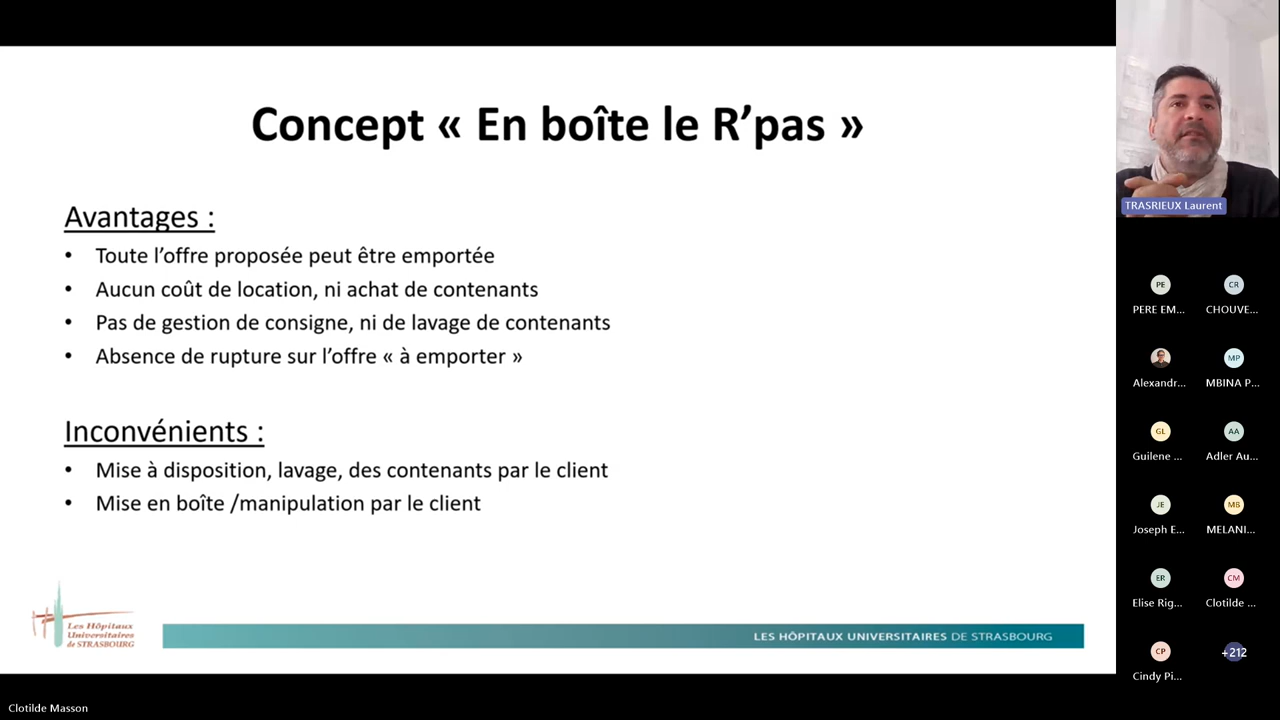 Concept « En boîte le R’pas »
Avantages :
• Toute l’offre proposée peut être emportée
• Aucun coût de location, ni achat de contenants
• Pas de gestion de consigne, ni de lavage de contenants
• Absence de rupture sur l’offre « à emporter »
Inconvénients :
• Mise à disposition, lavage, des contenants par le client
• Mise en boîte /manipulation par le client
Les Hôpitaux
Universitaires
de STRASBOURG
LES HÔPITAUX UNIVERSITAIRES DE STRASBOURG
Clotilde Masson
TRASRIEUX Laurent
PE
CR
PERE EM...
CHOUVE...
MP
Alexandr...
MBINA P...
GL
AA
Guilene ...
Adler Au...
JE
MB
Joseph E...
MELANI...
ER
CM
Elise Rig...
Clotilde ...
CP
+212
Cindy Pi...